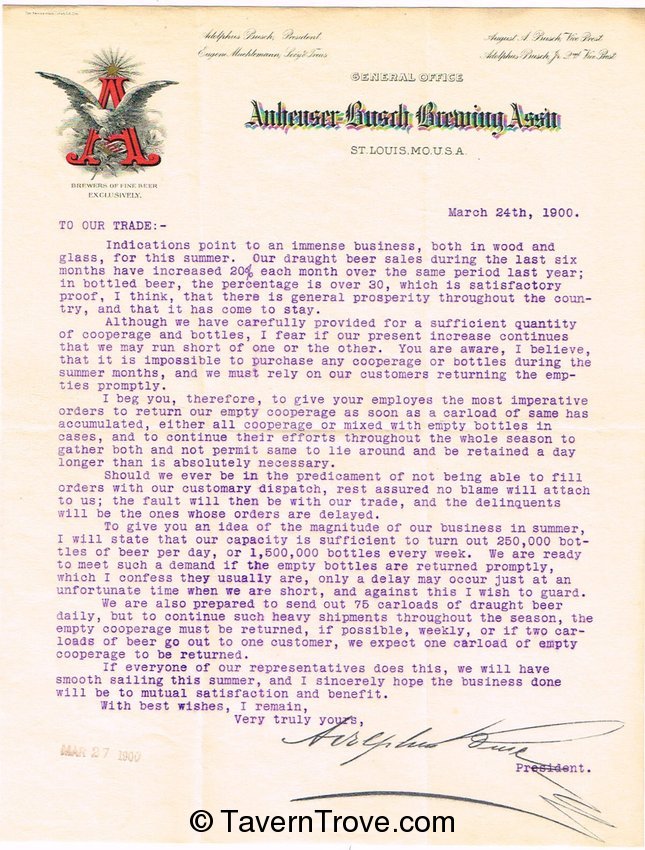 Adolphus Busch, President.
Eugene Muehlemann, Secy & Treas
August A. Busch, Vice Prest.
Adolphus Busch, Jr. 2nd Vice Prest.
GENERAL OFFICE
Anheuser-Busch Brewing Assn
ST. LOUIS, MO. U.S.A.
A
BREWERS OF FINE BEER
EXCLUSIVELY.
March 24th, 1900.
TO OUR TRADE:-
Indications point to an immense business, both in wood and
glass, for this summer. Our draught beer sales during the last six
months have increased 20% each month over the same period last year;
in bottled beer, the percentage is over 30, which is satisfactory
proof, I think, that there is general prosperity throughout the coun-
try, and that it has come to stay.
Although we have carefully provided for a sufficient quantity
of cooperage and bottles, I fear if our present increase continues
that we may run short of one or the other. You are aware, I believe,
that it is impossible to purchase any cooperage or bottles during the
summer months, and we must rely on our customers returning the emp-
ties promptly.
I beg you, therefore, to give your employes the most imperative
orders to return our empty cooperage as soon as a carload of same has
accumulated, either all cooperage or mixed with empty bottles in
cases, and to continue their efforts throughout the whole season to
gather both and not permit same to lie around and be retained a day
longer than is absolutely necessary.
Should we ever be in the predicament of not being able to fill
orders with our customary dispatch, rest assured no blame will attach
to us; the fault will then be with our trade, and the delinquents
will be the ones whose orders are delayed.
To give you an idea of the magnitude of our business in summer,
I will state that our capacity is sufficient to turn out 250,000 bot-
tles of beer per day, or 1,500,000 bottles every week. We are ready
to meet such a demand if the empty bottles are returned promptly,
which I confess they usually are, only a delay may occur just at an
unfortunate time when we are short, and against this I wish to guard.
We are also prepared to send out 75 carloads of draught beer
daily, but to continue such heavy shipments throughout the season, the
empty cooperage must be returned, if possible, weekly, or if two car-
loads of beer go out to one customer, we expect one carload of empty
cooperage to be returned.
If everyone of our representatives does this, we will have
smooth sailing this summer, and I sincerely hope the business done
will be to mutual satisfaction and benefit.
With best wishes, I remain,
Very truly yours,
Adolphus Busch
MAR 27 1900
President.
© TavernTrove.com